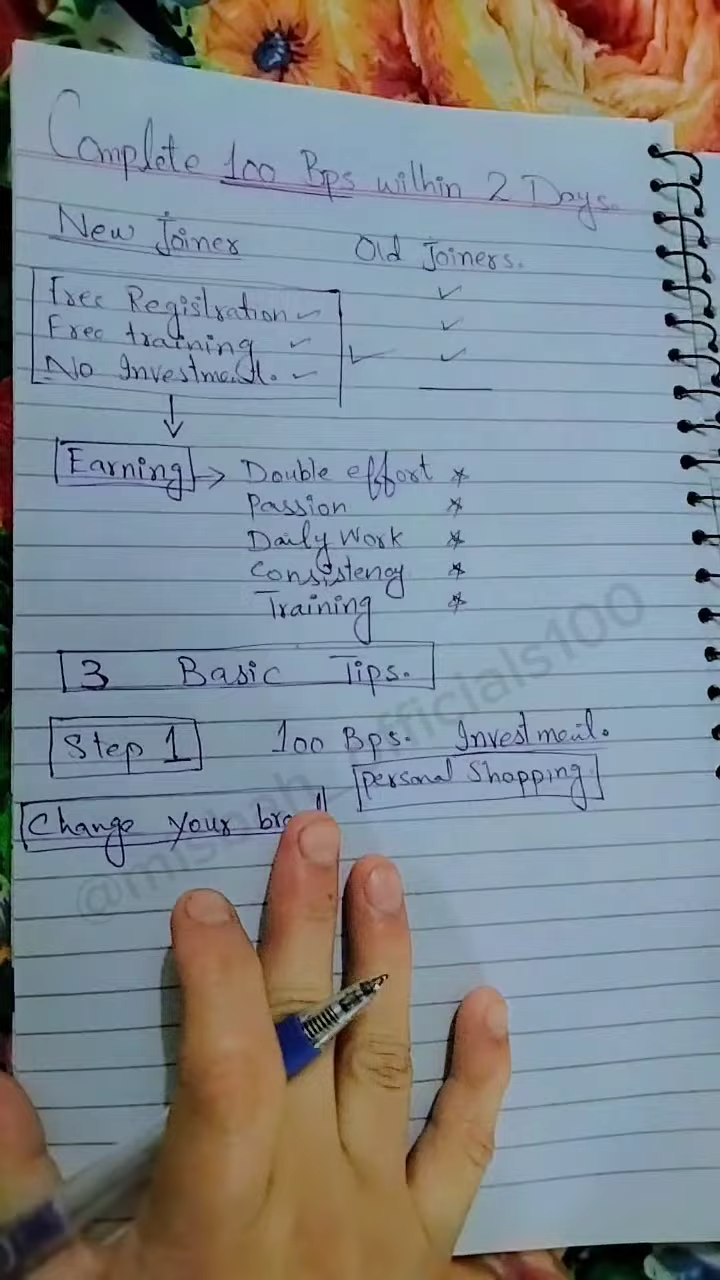 Complete 100 Bps within 2 Days.
New Joiner Old Joiners.
Free Registration ✓ ✓
Free training ✓ ✓
No Investment. ✓ ✓ ✓
Earning → Double effort *
Passion *
Daily Work *
Consistency *
Training *
3 Basic Tips.
Step 1 100 Bps. Investment.
Personal Shopping
Change your